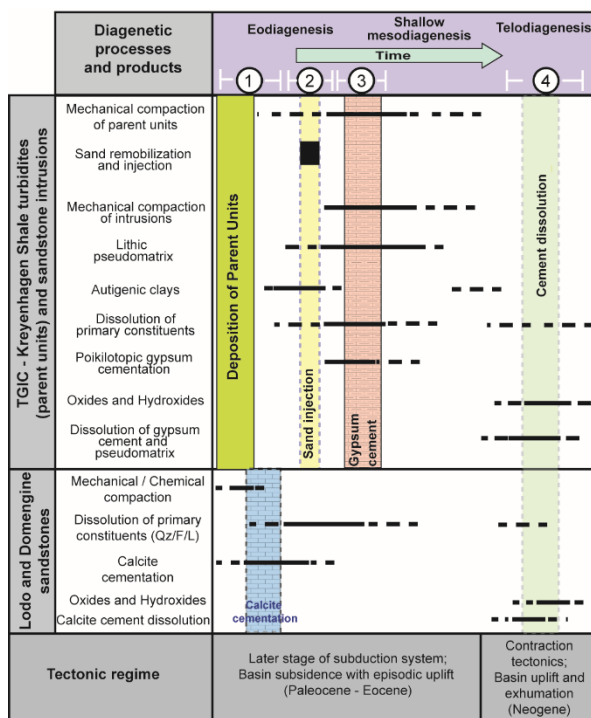 Diagenetic
processes
and products
Eodiagenesis
Shallow
mesodiagenesis
Telodiagenesis
Time
1
2
3
4
TGIC - Kreyenhagen Shale turbidites
(parent units) and sandstone intrusions
Mechanical compaction
of parent units
Sand remobilization
and injection
Mechanical compaction
of intrusions
Lithic
pseudomatrix
Autigenic clays
Dissolution of
primary constituents
Poikilotopic gypsum
cementation
Oxides and Hydroxides
Dissolution of gypsum
cement and
pseudomatrix
Deposition of Parent Units
Sand injection
Gypsum
cement
Cement dissolution
Lodo and Domengine
sandstones
Mechanical / Chemical
compaction
Dissolution of primary
constituents (Qz/F/L)
Calcite
cementation
Oxides and Hydroxides
Calcite cement dissolution
Calcite
cementation
Tectonic regime
Later stage of subduction system;
Basin subsidence with episodic uplift
(Paleocene - Eocene)
Contraction
tectonics;
Basin uplift and
exhumation
(Neogene)